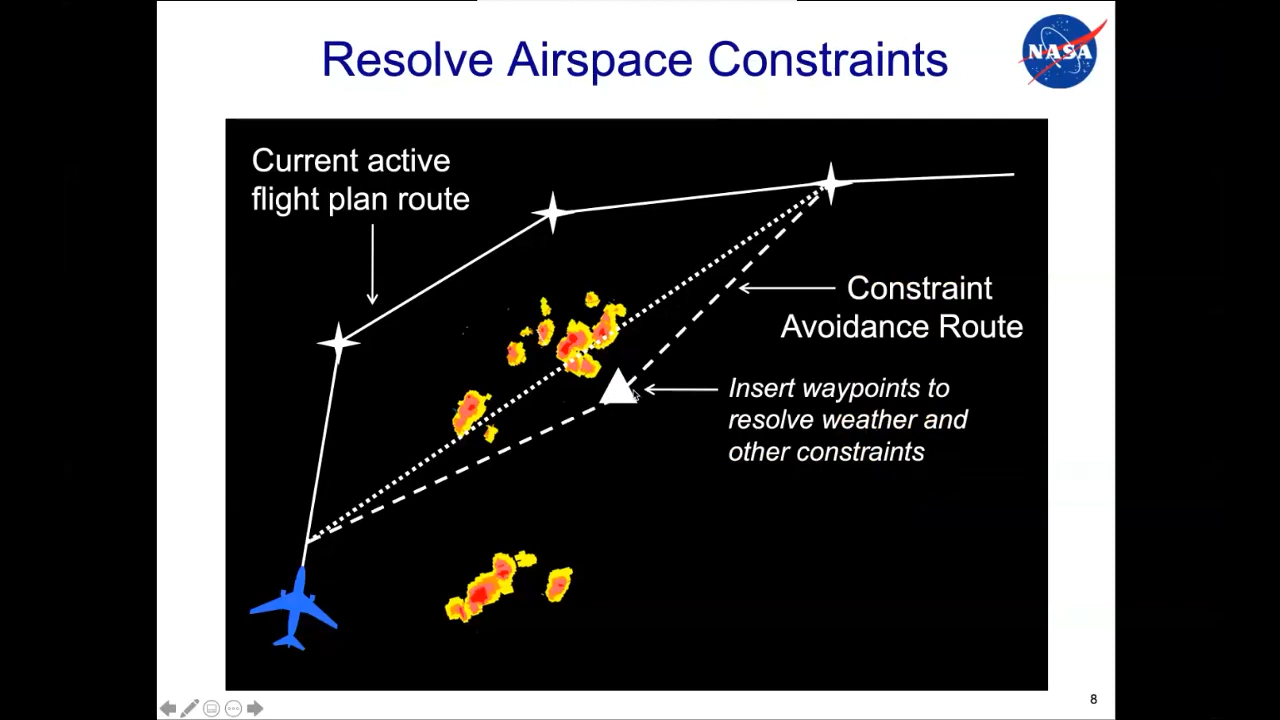 Resolve Airspace Constraints
NASA
Current active
flight plan route
Constraint
Avoidance Route
Insert waypoints to
resolve weather and
other constraints
8